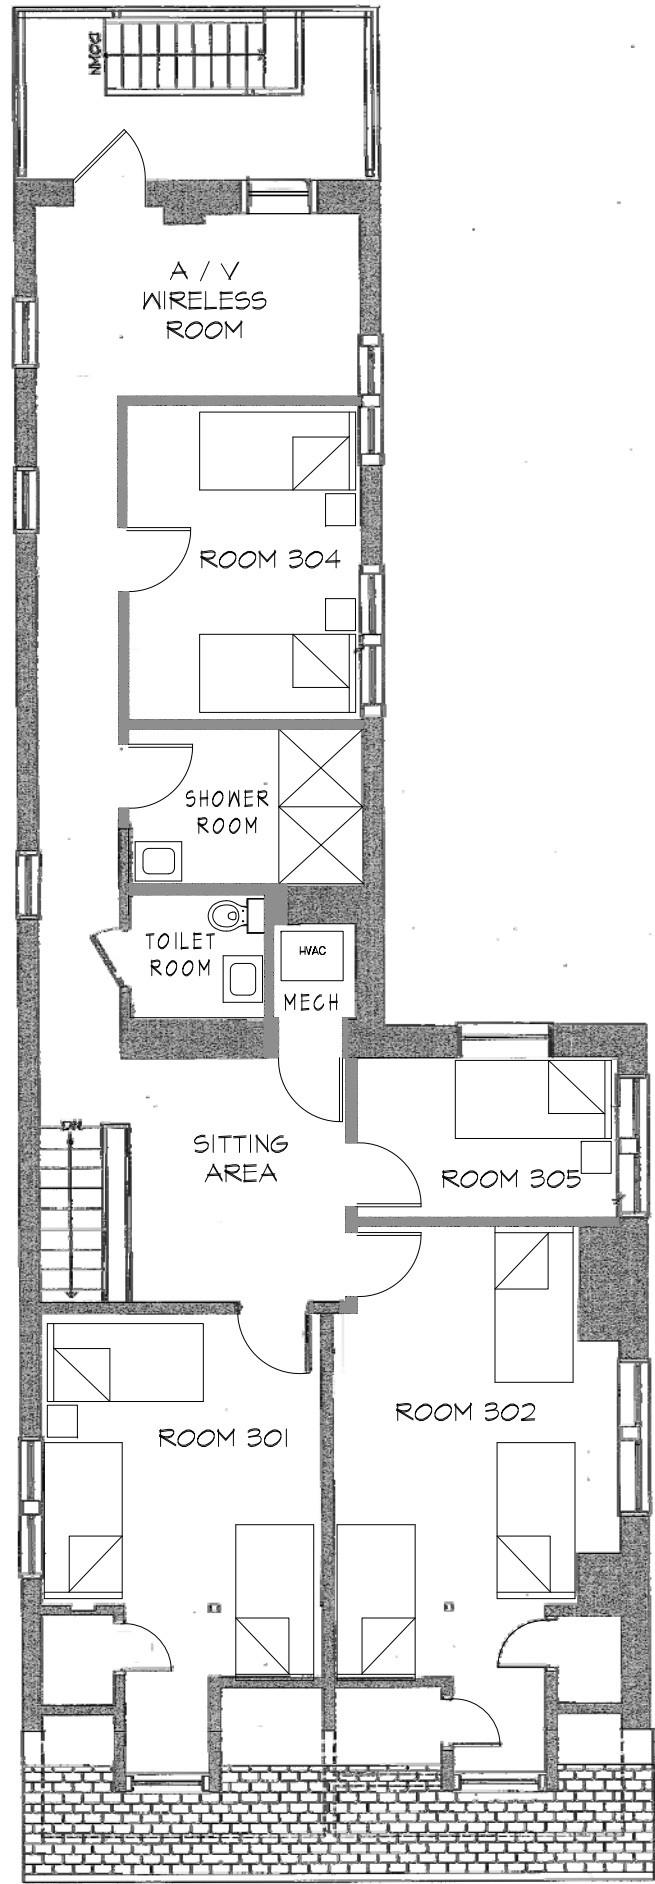 DOWN
A / V
WIRELESS
ROOM
ROOM 304
SHOWER
ROOM
TOILET
ROOM
HVAC
MECH
DN
SITTING
AREA
ROOM 305
ROOM 302
ROOM 301